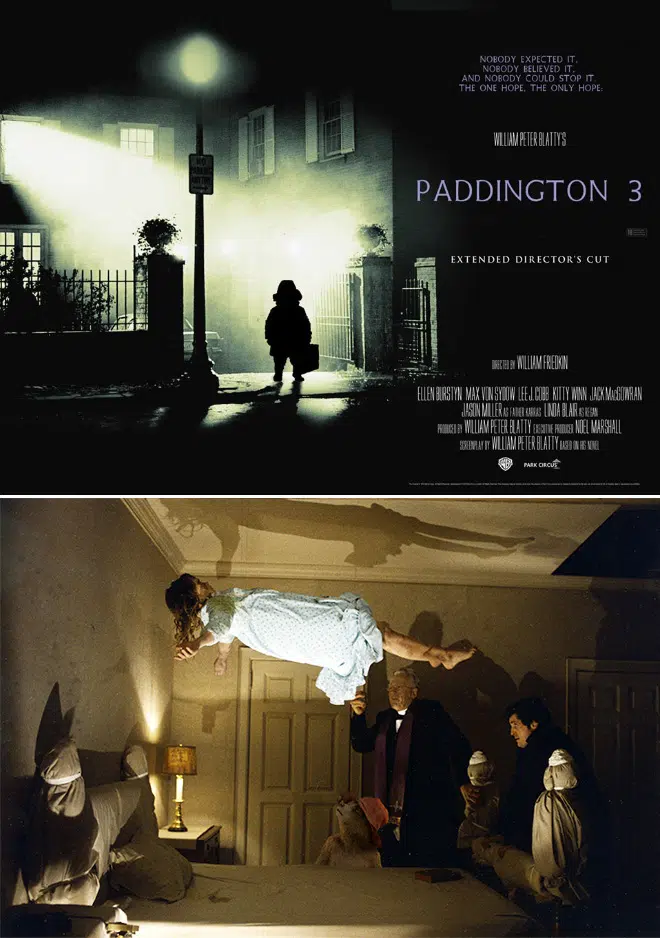 NOBODY EXPECTED IT,
NOBODY BELIEVED IT,
AND NOBODY COULD STOP IT.
THE ONE HOPE, THE ONLY HOPE:
WILLIAM PETER BLATTY'S
PADDINGTON 3
EXTENDED DIRECTOR'S CUT
DIRECTED BY WILLIAM FRIEDKIN
ELLEN BURSTYN MAX VON SYDOW LEE J. COBB KITTY WINN JACK MacGOWRAN
JASON MILLER AS FATHER KARRAS LINDA BLAIR AS REGAN
PRODUCED BY WILLIAM PETER BLATTY EXECUTIVE PRODUCER NOEL MARSHALL
SCREENPLAY BY WILLIAM PETER BLATTY BASED ON HIS NOVEL
PARK CIRCUS
NO